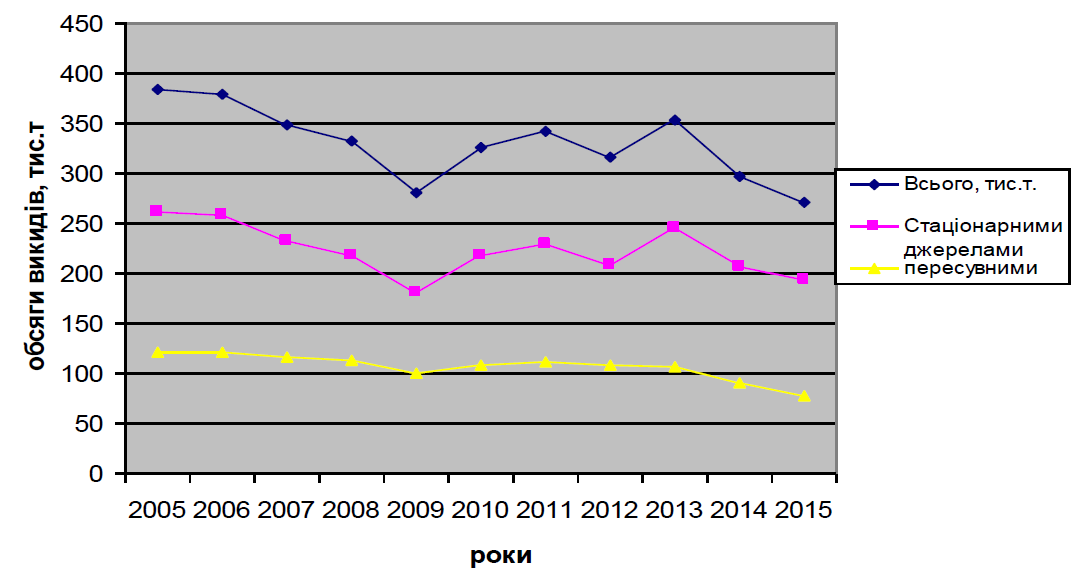 450
400
350
300
250
200
150
100
50
0
обсяги викидів, тис.т
2005 2006 2007 2008 2009 2010 2011 2012 2013 2014 2015
роки
Всього, тис.т.
Стаціонарними
джерелами
пересувними